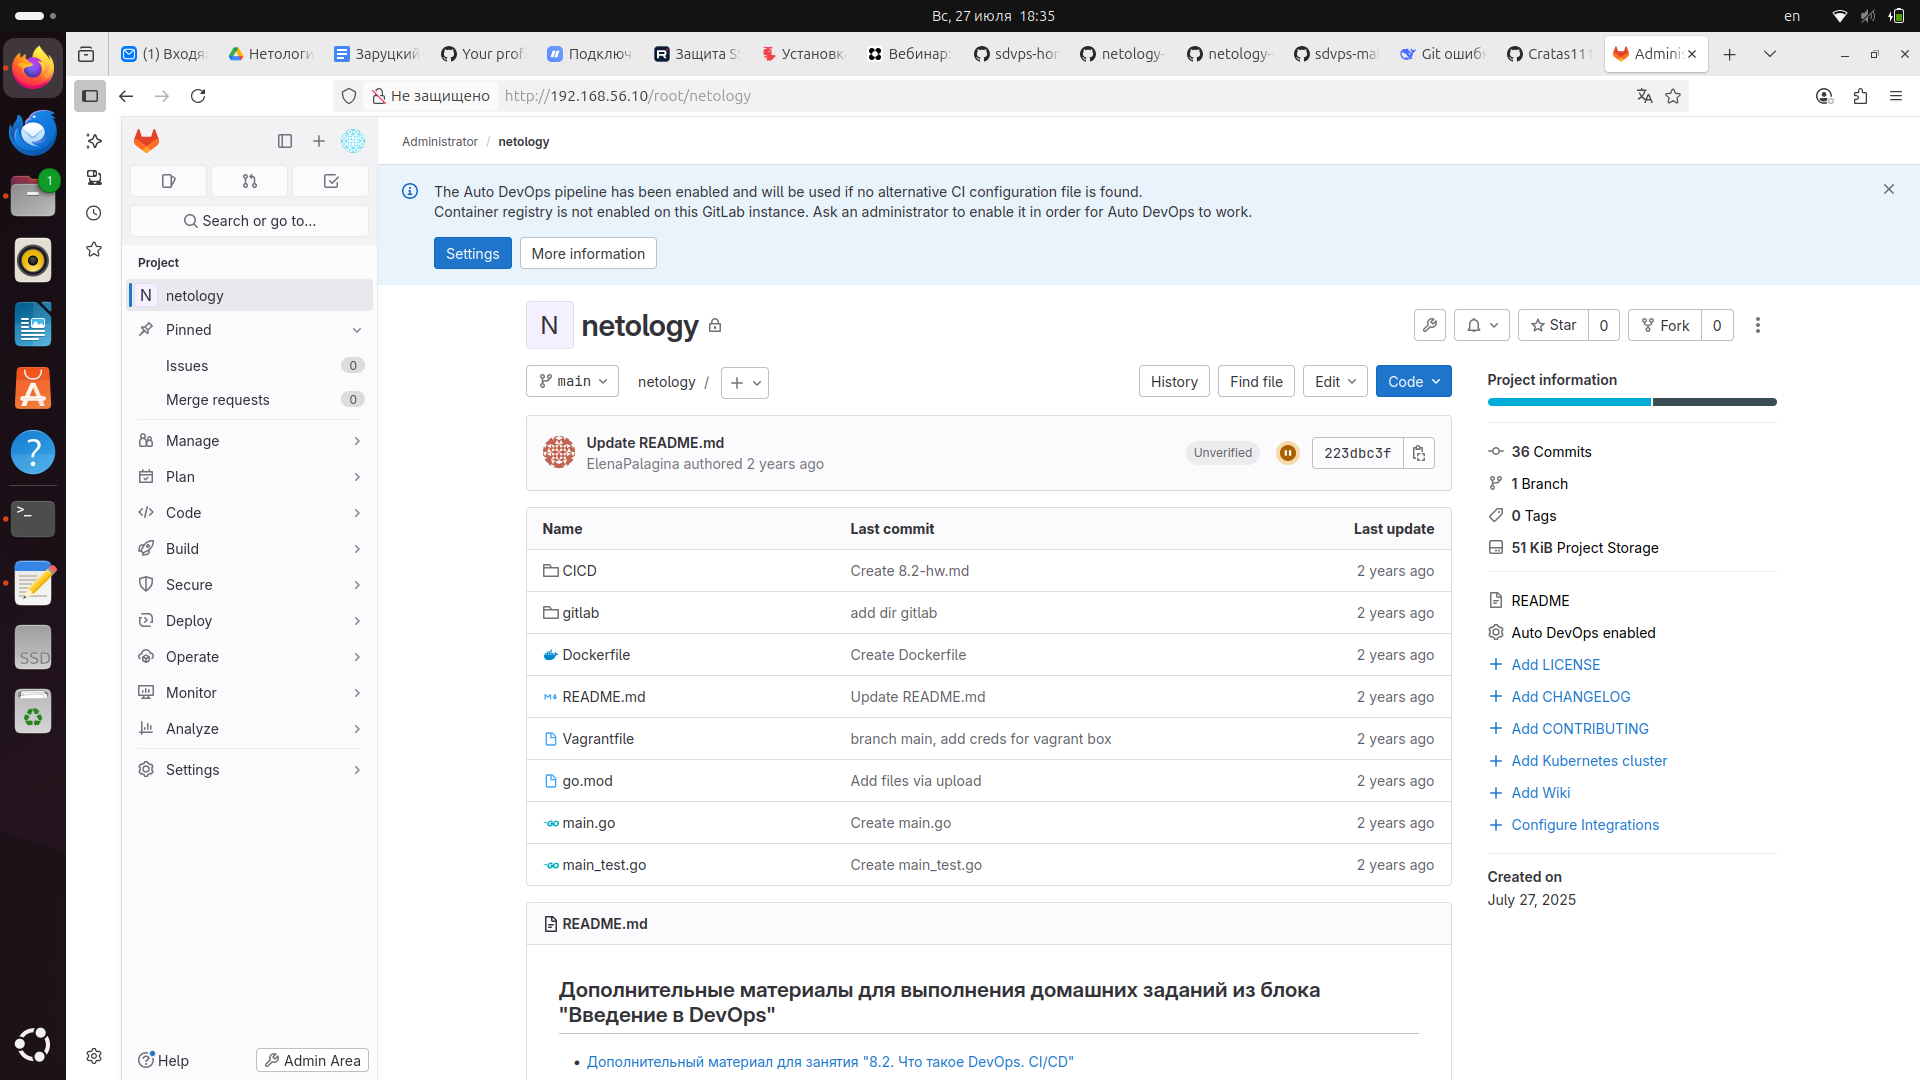 Вс, 27 июля 18:35
en
(1) Входя
Нетологи
Заруцкий
Your prof
Подключ
Защита S
Установк
Вебинар:
sdvps-hor
netology-
netology-
sdvps-ma
Git ошиб
Cratas111
Adminis
Не защищено
http://192.168.56.10/root/netology
1
SSD
Search or go to...
Project
N netology
Pinned
Issues 0
Merge requests 0
Manage
Plan
Code
Build
Secure
Deploy
Operate
Monitor
Analyze
Settings
Help
Admin Area
Administrator / netology
The Auto DevOps pipeline has been enabled and will be used if no alternative CI configuration file is found.
Container registry is not enabled on this GitLab instance. Ask an administrator to enable it in order for Auto DevOps to work.
Settings
More information
N netology
Star 0
Fork 0
main
netology /
History
Find file
Edit
Code
Update README.md
ElenaPalagina authored 2 years ago
Unverified
223dbc3f
Name Last commit Last update
CICD Create 8.2-hw.md 2 years ago
gitlab add dir gitlab 2 years ago
Dockerfile Create Dockerfile 2 years ago
README.md Update README.md 2 years ago
Vagrantfile branch main, add creds for vagrant box 2 years ago
go.mod Add files via upload 2 years ago
main.go Create main.go 2 years ago
main_test.go Create main_test.go 2 years ago
README.md
Дополнительные материалы для выполнения домашних заданий из блока
"Введение в DevOps"
• Дополнительный материал для занятия "8.2. Что такое DevOps. CI/CD"
Project information
36 Commits
1 Branch
0 Tags
51 KiB Project Storage
README
Auto DevOps enabled
Add LICENSE
Add CHANGELOG
Add CONTRIBUTING
Add Kubernetes cluster
Add Wiki
Configure Integrations
Created on
July 27, 2025